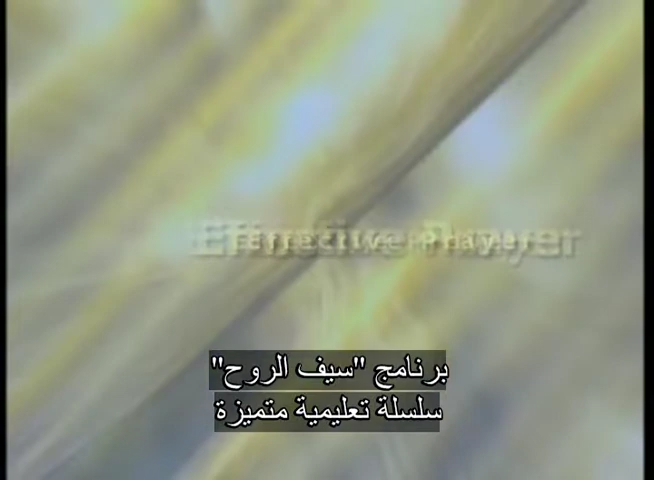 Effective Prayer
برنامج "سيف الروح"
سلسلة تعليمية متميزة